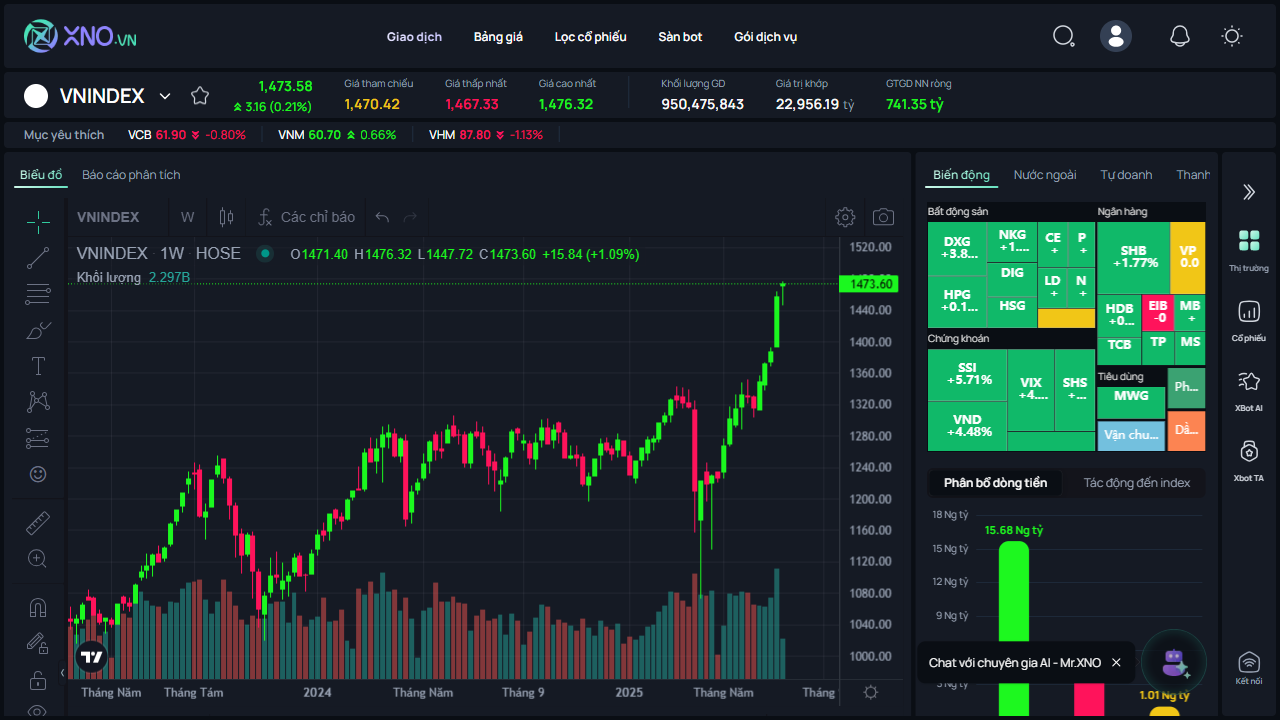 XNO.VN
Giao dịch Bảng giá Lọc cổ phiếu Sàn bot Gói dịch vụ
VNINDEX
1,473.58
3.16 (0.21%)
Giá tham chiếu
1,470.42
Giá thấp nhất
1,467.33
Giá cao nhất
1,476.32
Khối lượng GD
950,475,843
Giá trị khớp
22,956.19 tỷ
GTGD NN ròng
741.35 tỷ
Mục yêu thích VCB 61.90 -0.80% VNM 60.70 0.66% VHM 87.80 -1.13%
Biểu đồ Báo cáo phân tích
VNINDEX W Các chỉ báo
VNINDEX · 1W · HOSE O1471.40 H1476.32 L1447.72 C1473.60 +15.84 (+1.09%)
Khối lượng 2.297B
1520.00
1473.60
1440.00
1400.00
1360.00
1320.00
1280.00
1240.00
1200.00
1160.00
1120.00
1080.00
1040.00
1000.00
Tháng Năm Tháng Tám 2024 Tháng Năm Tháng 9 2025 Tháng Năm Tháng
Biến động Nước ngoài Tự doanh Thanh
Bất động sản
DXG
+3.8...
NKG
+1....
CE
+
P
+
HPG
+0.1...
DIG
HSG
LD
+
N
+
Ngân hàng
SHB
+1.77%
VP
0.0
HDB
+0...
EIB
-0
MB
+
TCB
TP
MS
Chứng khoán
SSI
+5.71%
VND
+4.48%
VIX
+4....
SHS
+...
Tiêu dùng
MWG
Ph...
Vận chu...
Dầ...
Phân bổ dòng tiền Tác động đến index
18 Ng tỷ
15.68 Ng tỷ
15 Ng tỷ
12 Ng tỷ
9 Ng tỷ
Chat với chuyên gia AI - Mr.XNO
1.01 Ng tỷ
Thị trường
Cổ phiếu
XBot AI
Xbot TA
Kết nối